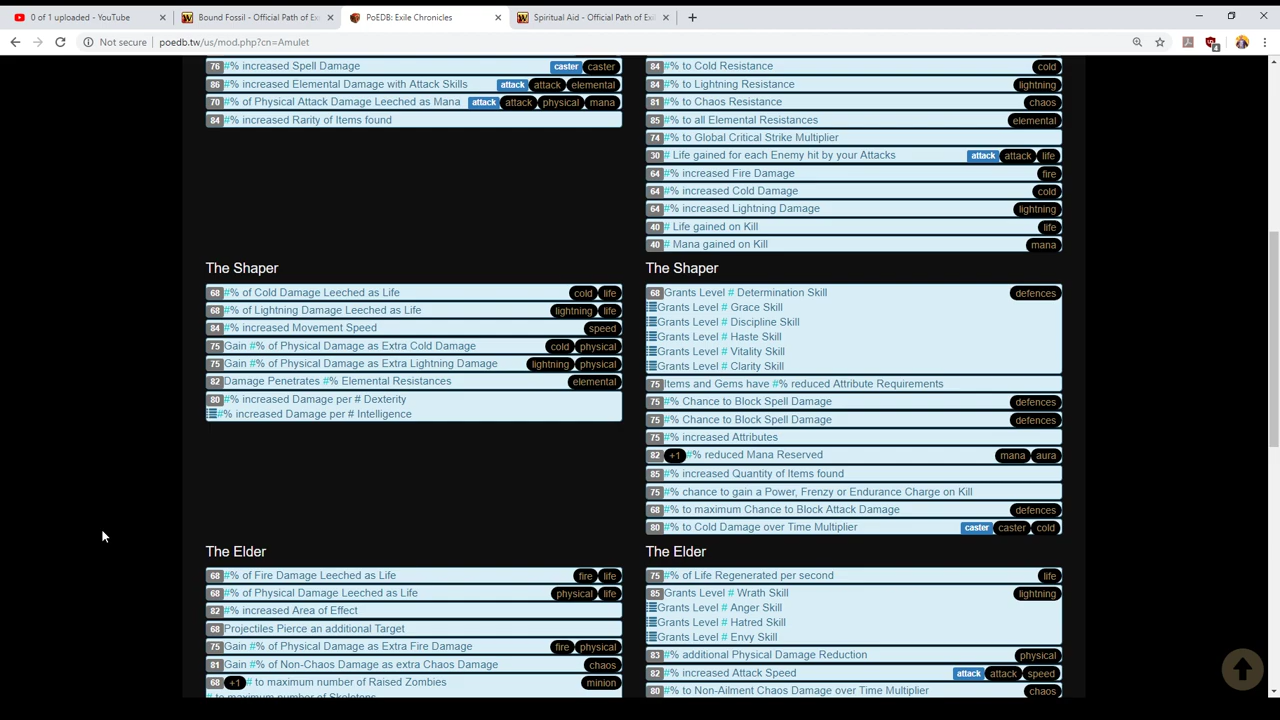 0 of 1 uploaded - YouTube
Bound Fossil - Official Path of Ex
PoEDB: Exile Chronicles
Spiritual Aid - Official Path of Exil
Not secure
poedb.tw/us/mod.php?cn=Amulet
4
76 #% increased Spell Damage caster caster
86 #% increased Elemental Damage with Attack Skills attack attack elemental
70 #% of Physical Attack Damage Leeched as Mana attack attack physical mana
84 #% increased Rarity of Items found
84 #% to Cold Resistance cold
84 #% to Lightning Resistance lightning
81 #% to Chaos Resistance chaos
85 #% to all Elemental Resistances elemental
74 #% to Global Critical Strike Multiplier
30 # Life gained for each Enemy hit by your Attacks attack attack life
64 #% increased Fire Damage fire
64 #% increased Cold Damage cold
64 #% increased Lightning Damage lightning
40 # Life gained on Kill life
40 # Mana gained on Kill mana
The Shaper
68 #% of Cold Damage Leeched as Life cold life
68 #% of Lightning Damage Leeched as Life lightning life
84 #% increased Movement Speed speed
75 Gain #% of Physical Damage as Extra Cold Damage cold physical
75 Gain #% of Physical Damage as Extra Lightning Damage lightning physical
82 Damage Penetrates #% Elemental Resistances elemental
80 #% increased Damage per # Dexterity
#% increased Damage per # Intelligence
The Shaper
68 Grants Level # Determination Skill defences
Grants Level # Grace Skill
Grants Level # Discipline Skill
Grants Level # Haste Skill
Grants Level # Vitality Skill
Grants Level # Clarity Skill
75 Items and Gems have #% reduced Attribute Requirements
75 #% Chance to Block Spell Damage defences
75 #% Chance to Block Spell Damage defences
75 #% increased Attributes
82 +1 #% reduced Mana Reserved mana aura
85 #% increased Quantity of Items found
75 #% chance to gain a Power, Frenzy or Endurance Charge on Kill
68 #% to maximum Chance to Block Attack Damage defences
80 #% to Cold Damage over Time Multiplier caster caster cold
The Elder
68 #% of Fire Damage Leeched as Life fire life
68 #% of Physical Damage Leeched as Life physical life
82 #% increased Area of Effect
68 Projectiles Pierce an additional Target
75 Gain #% of Physical Damage as Extra Fire Damage fire physical
81 Gain #% of Non-Chaos Damage as extra Chaos Damage chaos
68 +1 # to maximum number of Raised Zombies minion
# to maximum number of Skeletons
The Elder
75 #% of Life Regenerated per second life
85 Grants Level # Wrath Skill lightning
Grants Level # Anger Skill
Grants Level # Hatred Skill
Grants Level # Envy Skill
83 #% additional Physical Damage Reduction physical
82 #% increased Attack Speed attack attack speed
80 #% to Non-Ailment Chaos Damage over Time Multiplier chaos